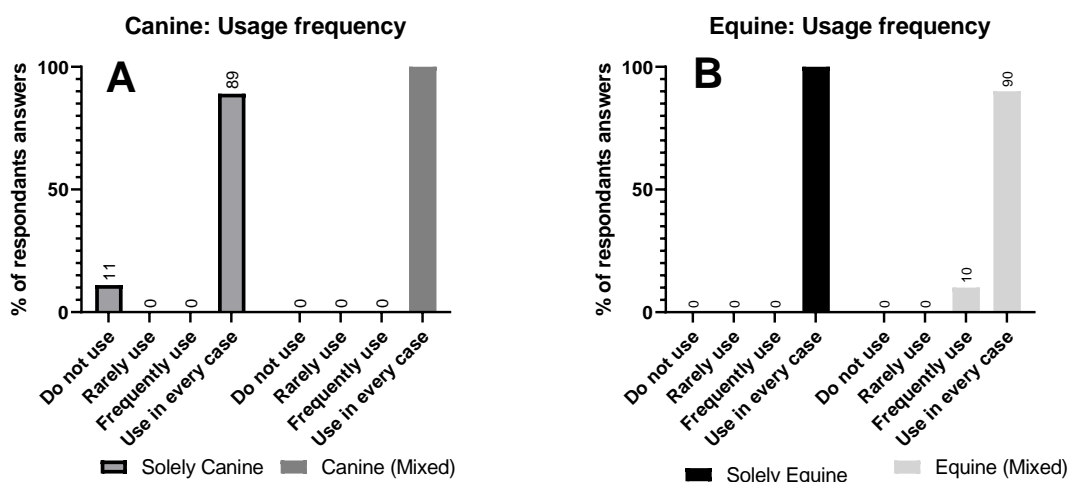 Canine: Usage frequency
A
% of respondants answers
100
50
0
11
0
0
89
0
0
0
Do not use
Rarely use
Frequently use
Use in every case
Do not use
Rarely use
Frequently use
Use in every case
Solely Canine
Canine (Mixed)
Equine: Usage frequency
B
% of respondants answers
100
50
0
0
0
0
0
0
10
90
Do not use
Rarely use
Frequently use
Use in every case
Do not use
Rarely use
Frequently use
Use in every case
Solely Equine
Equine (Mixed)